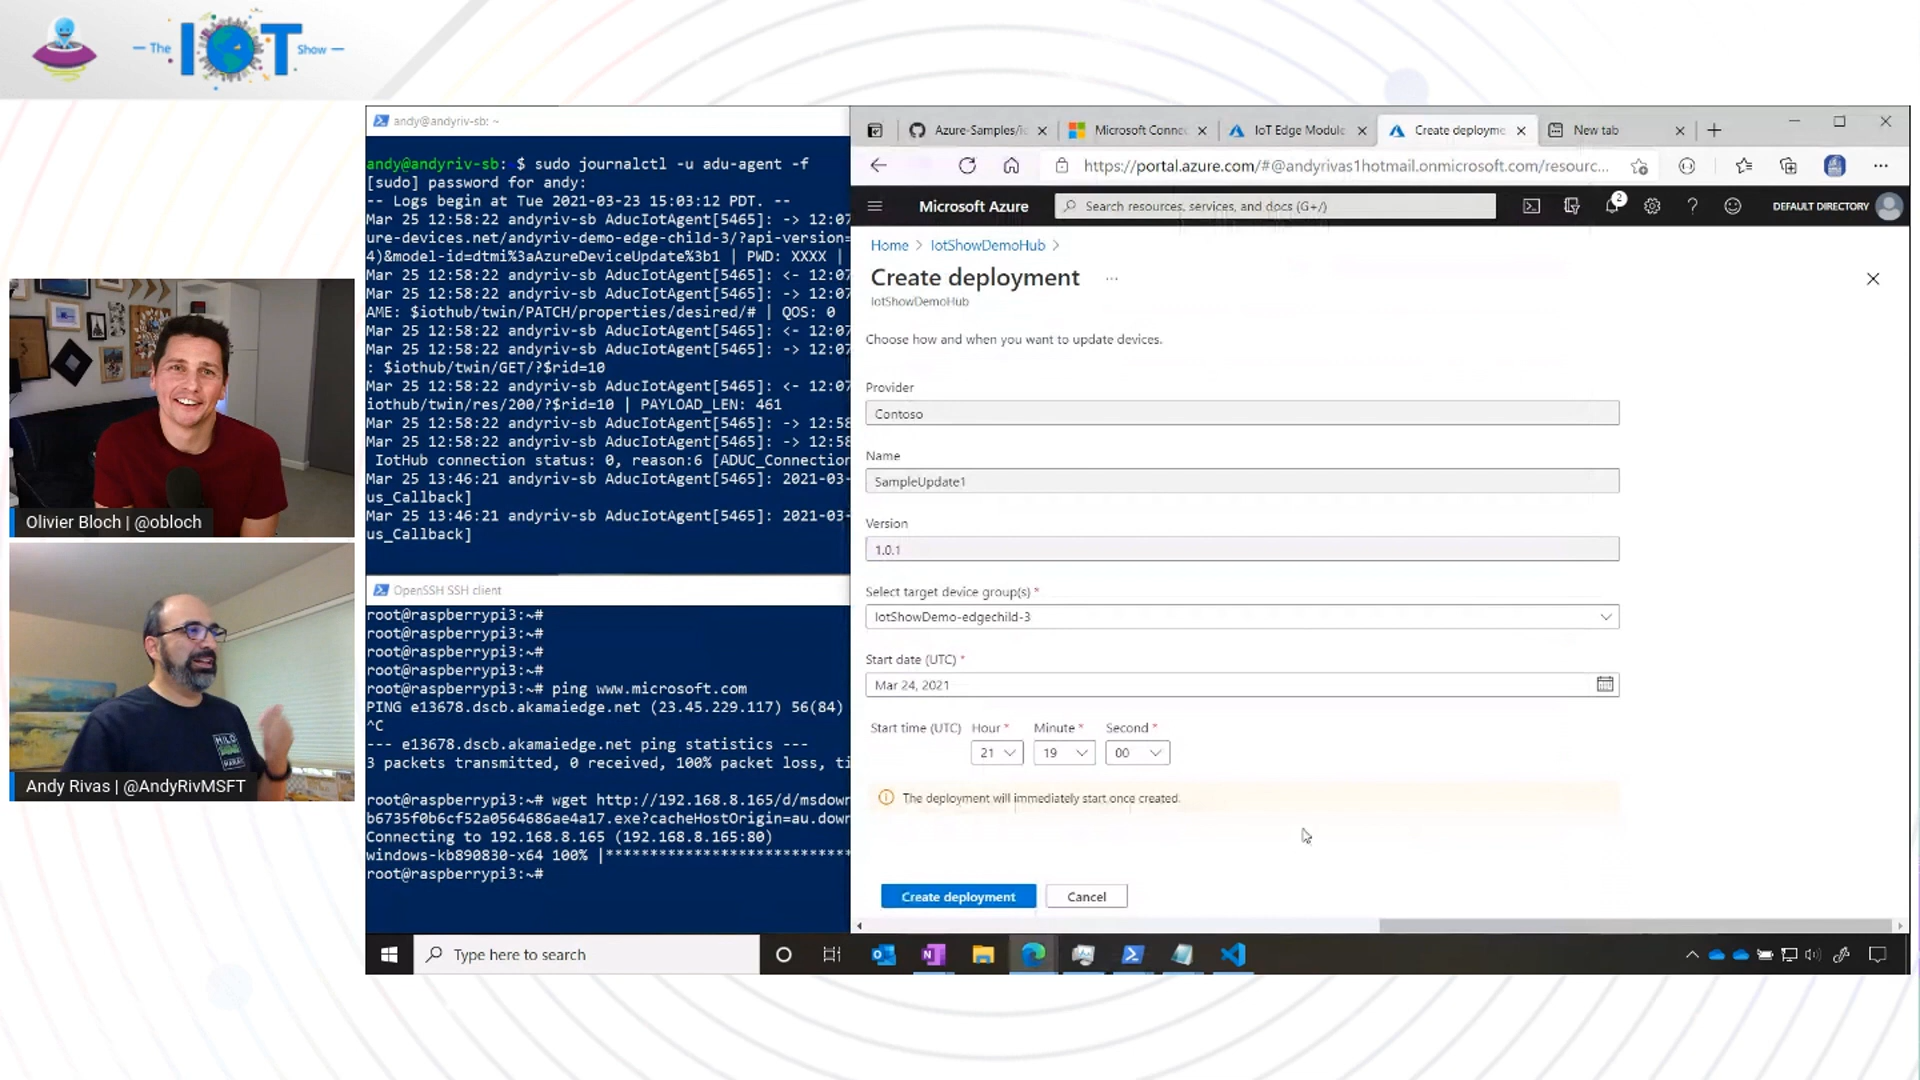 The IOT Show
andy@andyriv-sb: ~
andy@andyriv-sb:~$ sudo journalctl -u adu-agent -f
[sudo] password for andy:
-- Logs begin at Tue 2021-03-23 15:03:12 PDT. --
Mar 25 12:58:22 andyriv-sb AducIotAgent[5465]: -> 12:07
ure-devices.net/andyriv-demo-edge-child-3/?api-version=
4)&model-id=dtmi%3aAzureDeviceUpdate%3b1 | PWD: XXXX |
Mar 25 12:58:22 andyriv-sb AducIotAgent[5465]: <- 12:07
Mar 25 12:58:22 andyriv-sb AducIotAgent[5465]: -> 12:07
AME: $iothub/twin/PATCH/properties/desired/# | QOS: 0
Mar 25 12:58:22 andyriv-sb AducIotAgent[5465]: <- 12:07
Mar 25 12:58:22 andyriv-sb AducIotAgent[5465]: -> 12:07
: $iothub/twin/GET/?$rid=10
Mar 25 12:58:22 andyriv-sb AducIotAgent[5465]: <- 12:07
iothub/twin/res/200/?$rid=10 | PAYLOAD_LEN: 461
Mar 25 12:58:22 andyriv-sb AducIotAgent[5465]: -> 12:58
Mar 25 12:58:22 andyriv-sb AducIotAgent[5465]: -> 12:58
IotHub connection status: 0, reason:6 [ADUC_Connection
Mar 25 13:46:21 andyriv-sb AducIotAgent[5465]: 2021-03-
us_Callback]
Mar 25 13:46:21 andyriv-sb AducIotAgent[5465]: 2021-03-
us_Callback]
OpenSSH SSH client
root@raspberrypi3:~#
root@raspberrypi3:~#
root@raspberrypi3:~#
root@raspberrypi3:~#
root@raspberrypi3:~# ping www.microsoft.com
PING e13678.dscb.akamaiedge.net (23.45.229.117) 56(84)
^C
--- e13678.dscb.akamaiedge.net ping statistics ---
3 packets transmitted, 0 received, 100% packet loss, ti
root@raspberrypi3:~# wget http://192.168.8.165/d/msdown
b6735f0b6cf52a0564686ae4a17.exe?cacheHostOrigin=au.down
Connecting to 192.168.8.165 (192.168.8.165:80)
windows-kb890830-x64 100% |****************************
root@raspberrypi3:~#
Olivier Bloch | @obloch
HILO
HAWAII
Andy Rivas | @AndyRivMSFT
Azure-Samples/i
Microsoft Conne
IoT Edge Module
Create deployme
New tab
https://portal.azure.com/#@andyrivas1hotmail.onmicrosoft.com/resourc...
Microsoft Azure
Search resources, services, and docs (G+/)
2
DEFAULT DIRECTORY
Home > IotShowDemoHub >
Create deployment ...
IotShowDemoHub
Choose how and when you want to update devices.
Provider
Contoso
Name
SampleUpdate1
Version
1.0.1
Select target device group(s) *
IotShowDemo-edgechild-3
Start date (UTC) *
Mar 24, 2021
Start time (UTC) Hour * Minute * Second *
21 19 00
The deployment will immediately start once created.
Create deployment
Cancel
Type here to search